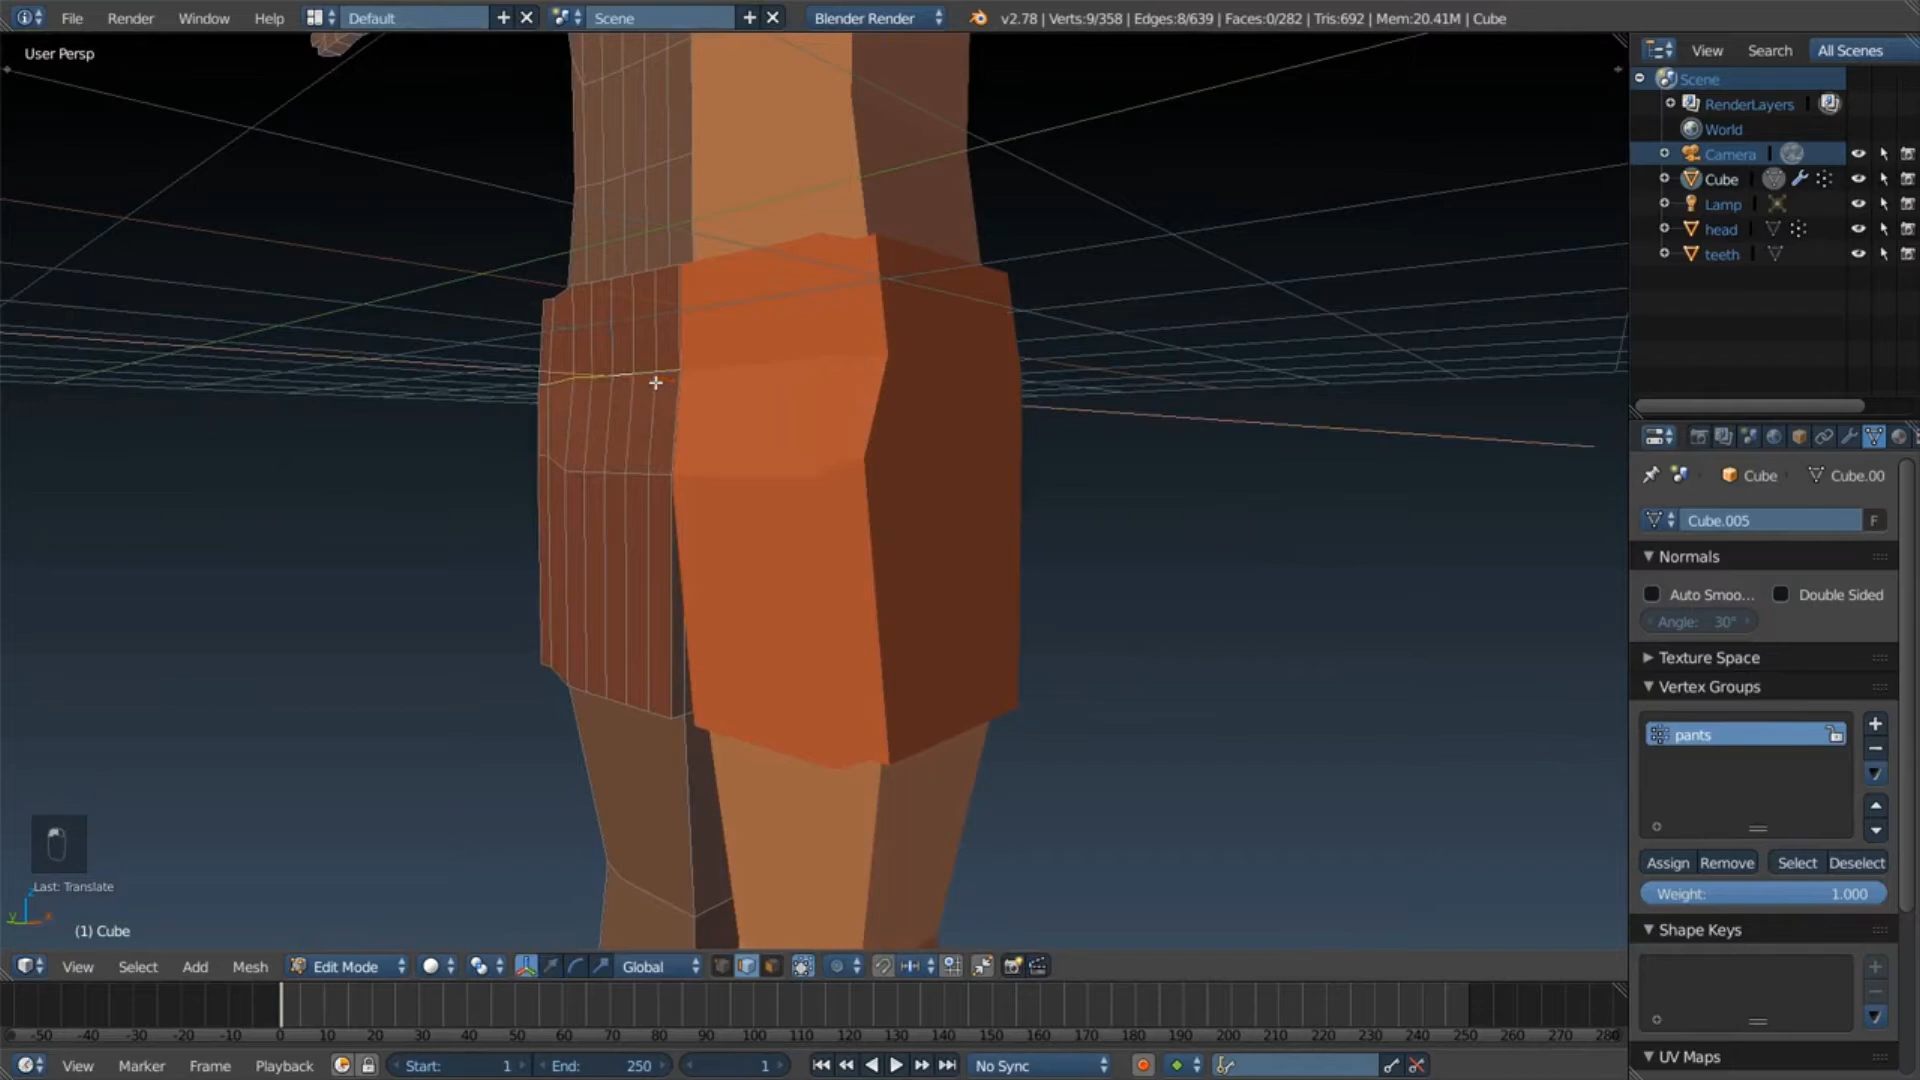 File Render Window Help Default Scene Blender Render v2.78 | Verts:9/358 | Edges:8/639 | Faces:0/282 | Tris:692 | Mem:20.41M | Cube
User Persp
View Search All Scenes
Scene
RenderLayers
World
Camera
Cube
Lamp
head
teeth
Cube Cube.00
Cube.005 F
Normals
Auto Smoo... Double Sided
Angle: 30°
Texture Space
Vertex Groups
pants
Assign Remove Select Deselect
Weight: 1.000
Shape Keys
UV Maps
Last: Translate
z
y x
(1) Cube
View Select Add Mesh Edit Mode Global
-50 -40 -30 -20 -10 0 10 20 30 40 50 60 70 80 90 100 110 120 130 140 150 160 170 180 190 200 210 220 230 240 250 260 270 280
View Marker Frame Playback Start: 1 End: 250 1 No Sync